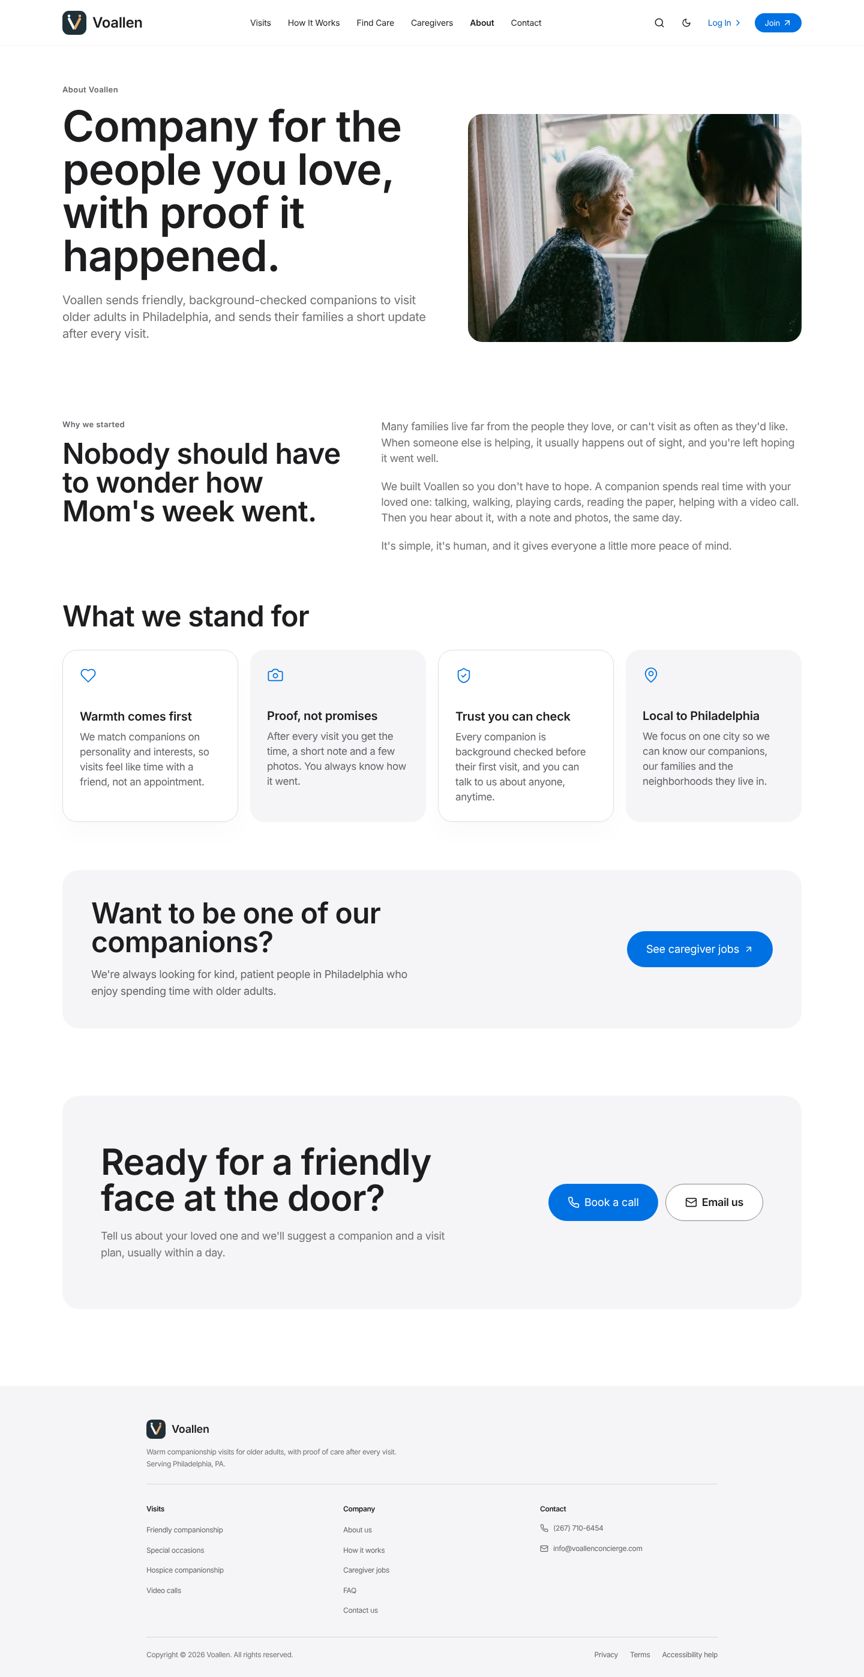 Voallen
Visits
How It Works
Find Care
Caregivers
About
Contact
Log In
Join
About Voallen
Company for the
people you love,
with proof it
happened.
Voallen sends friendly, background-checked companions to visit
older adults in Philadelphia, and sends their families a short update
after every visit.
Why we started
Nobody should have
to wonder how
Mom's week went.
Many families live far from the people they love, or can't visit as often as they'd like.
When someone else is helping, it usually happens out of sight, and you're left hoping
it went well.
We built Voallen so you don't have to hope. A companion spends real time with your
loved one: talking, walking, playing cards, reading the paper, helping with a video call.
Then you hear about it, with a note and photos, the same day.
It's simple, it's human, and it gives everyone a little more peace of mind.
What we stand for
Warmth comes first
We match companions on
personality and interests, so
visits feel like time with a
friend, not an appointment.
Proof, not promises
After every visit you get the
time, a short note and a few
photos. You always know how
it went.
Trust you can check
Every companion is
background checked before
their first visit, and you can
talk to us about anyone,
anytime.
Local to Philadelphia
We focus on one city so we
can know our companions,
our families and the
neighborhoods they live in.
Want to be one of our
companions?
We're always looking for kind, patient people in Philadelphia who
enjoy spending time with older adults.
See caregiver jobs
Ready for a friendly
face at the door?
Tell us about your loved one and we'll suggest a companion and a visit
plan, usually within a day.
Book a call
Email us
Voallen
Warm companionship visits for older adults, with proof of care after every visit.
Serving Philadelphia, PA.
Visits
Friendly companionship
Special occasions
Hospice companionship
Video calls
Company
About us
How it works
Caregiver jobs
FAQ
Contact us
Contact
(267) 710-6454
info@voallenconcierge.com
Copyright © 2026 Voallen. All rights reserved.
Privacy
Terms
Accessibility help